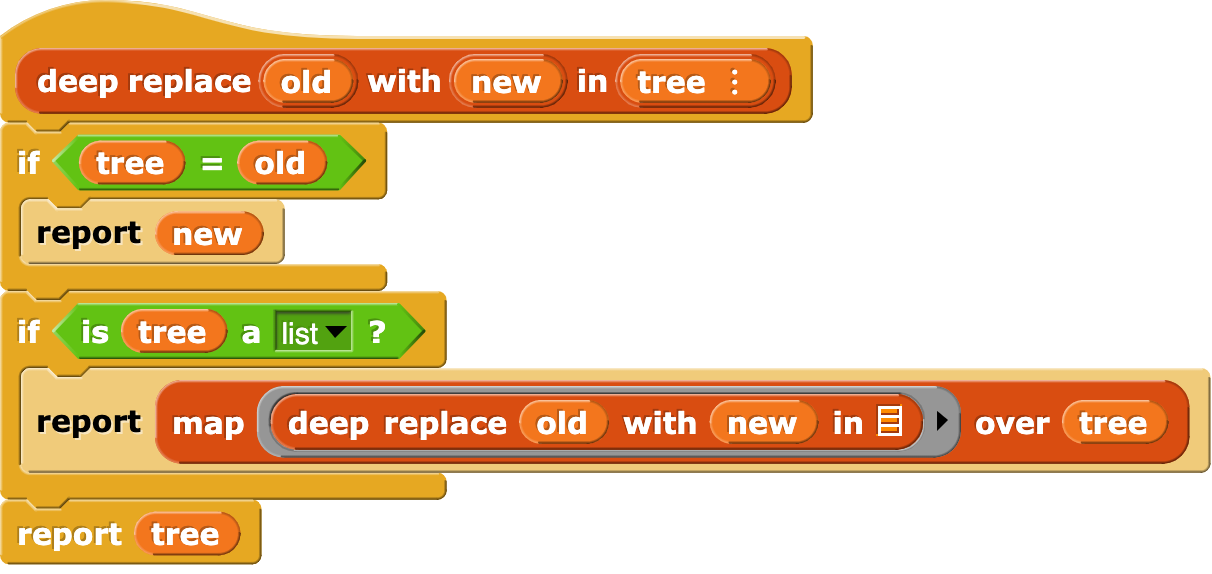 deep replace old with new in tree ⋮
if tree = old
report new
if is tree a list ?
report map deep replace old with new in over tree
report tree